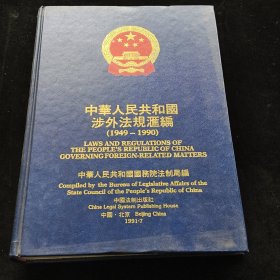 中華人民共和國
涉外法規滙編
(1949－1990)
LAWS AND REGULATIONS OF
THE PEOPLE'S REPUBLIC OF CHINA
GOVERNING FOREIGN-RELATED MATTERS
中華人民共和國國務院法制局編
Compiled by the Bureau of Legislative Affairs of the
State Council of the People's Republic of China
中國法制出版社
China Legal System Publishing House
中國·北京 Beijing China
1991·7